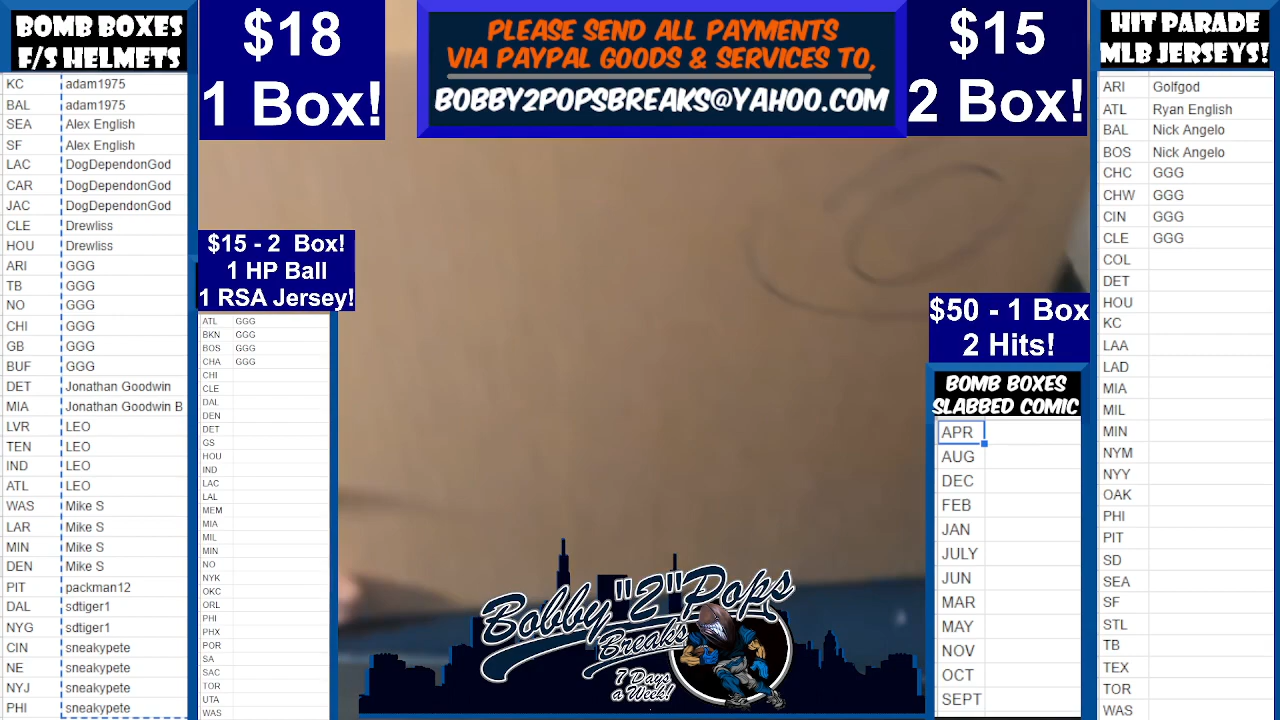 BOMB BOXES
F/S HELMETS
KC adam1975
BAL adam1975
SEA Alex English
SF Alex English
LAC DogDependonGod
CAR DogDependonGod
JAC DogDependonGod
CLE Drewliss
HOU Drewliss
ARI GGG
TB GGG
NO GGG
CHI GGG
GB GGG
BUF GGG
DET Jonathan Goodwin
MIA Jonathan Goodwin B
LVR LEO
TEN LEO
IND LEO
ATL LEO
WAS Mike S
LAR Mike S
MIN Mike S
DEN Mike S
PIT packman12
DAL sdtiger1
NYG sdtiger1
CIN sneakypete
NE sneakypete
NYJ sneakypete
PHI sneakypete
$18
1 Box!
$15 - 2 Box!
1 HP Ball
1 RSA Jersey!
ATL GGG
BKN GGG
BOS GGG
CHA GGG
CHI
CLE
DAL
DEN
DET
GS
HOU
IND
LAC
LAL
MEM
MIA
MIL
MIN
NO
NYK
OKC
ORL
PHI
PHX
POR
SA
SAC
TOR
UTA
WAS
PLEASE SEND ALL PAYMENTS
VIA PAYPAL GOODS & SERVICES TO,
BOBBY2POPSBREAKS@YAHOO.COM
Bobby "2" Pops
Breaks
7 Days
a Week!
$15
2 Box!
$50 - 1 Box
2 Hits!
BOMB BOXES
SLABBED COMIC
APR
AUG
DEC
FEB
JAN
JULY
JUN
MAR
MAY
NOV
OCT
SEPT
HIT PARADE
MLB JERSEYS!
ARI Golfgod
ATL Ryan English
BAL Nick Angelo
BOS Nick Angelo
CHC GGG
CHW GGG
CIN GGG
CLE GGG
COL
DET
HOU
KC
LAA
LAD
MIA
MIL
MIN
NYM
NYY
OAK
PHI
PIT
SD
SEA
SF
STL
TB
TEX
TOR
WAS